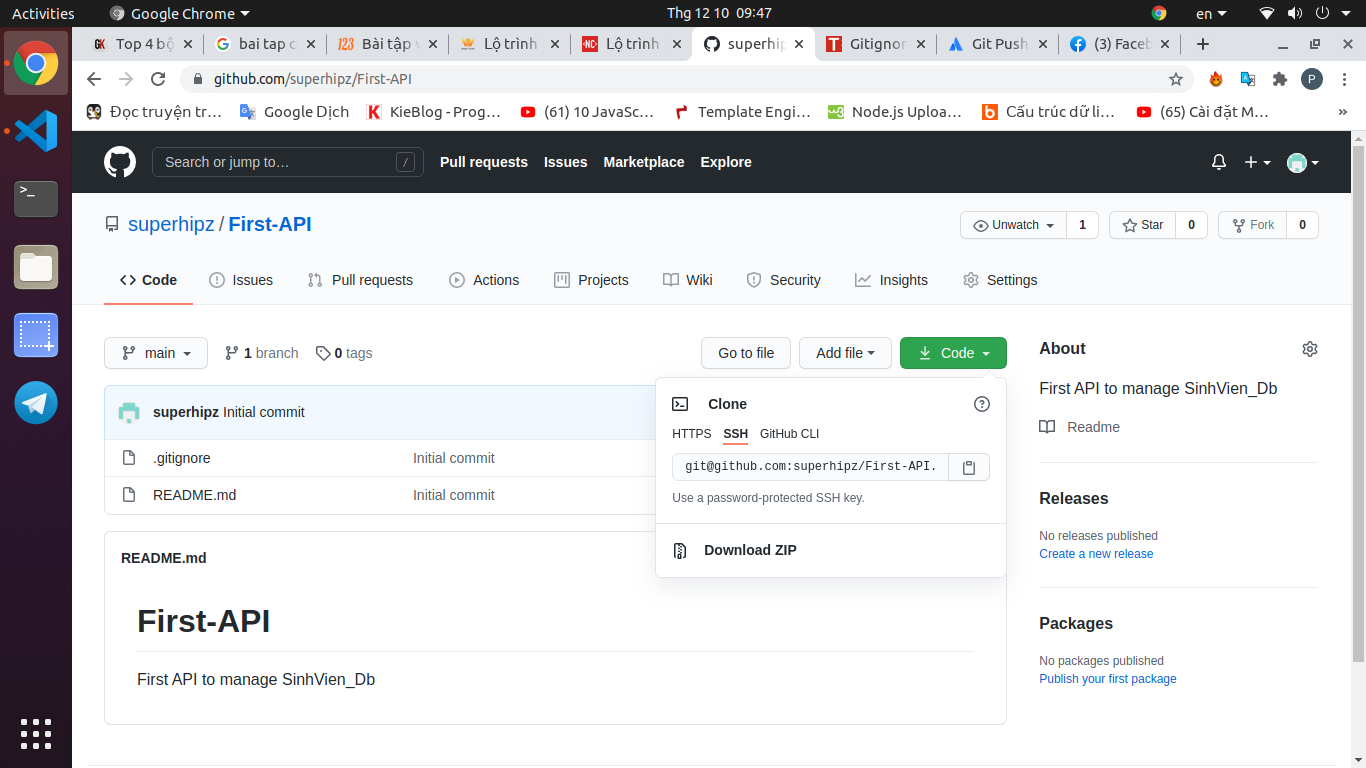 Activities
Google Chrome
Thg 12 10 09:47
en
Top 4 bộ
bai tap c
Bài tập v
Lộ trình
Lộ trình
superhip
Gitignor
Git Push
(3) Faceb
github.com/superhipz/First-API
P
Đọc truyện tr…
Google Dịch
KieBlog - Prog…
(61) 10 JavaSc…
Template Engi…
Node.js Uploa…
Cấu trúc dữ li…
(65) Cài đặt M…
»
Search or jump to…
/
Pull requests
Issues
Marketplace
Explore
superhipz / First-API
Unwatch
1
Star
0
Fork
0
Code
Issues
Pull requests
Actions
Projects
Wiki
Security
Insights
Settings
main
1 branch
0 tags
Go to file
Add file
Code
superhipz Initial commit
.gitignore
Initial commit
README.md
Initial commit
Clone
HTTPS
SSH
GitHub CLI
git@github.com:superhipz/First-API.
Use a password-protected SSH key.
Download ZIP
README.md
First-API
First API to manage SinhVien_Db
About
First API to manage SinhVien_Db
Readme
Releases
No releases published
Create a new release
Packages
No packages published
Publish your first package